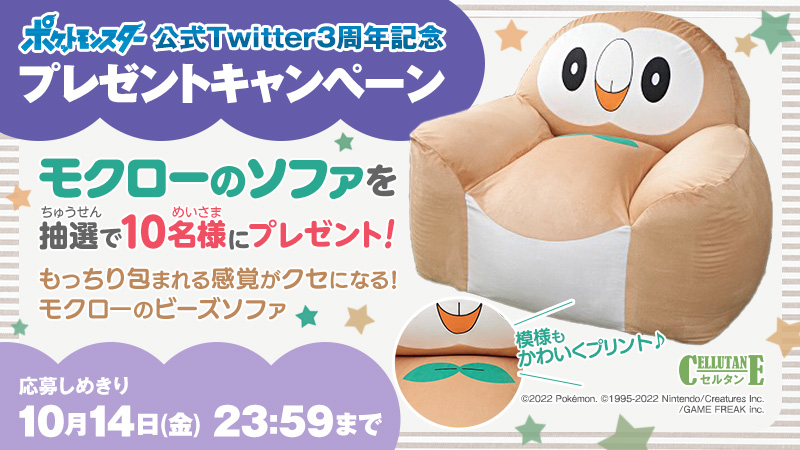 ポケットモンスター 公式Twitter3周年記念
プレゼントキャンペーン
モクローのソファを
ちゅうせん めいさま
抽選で10名様にプレゼント!
もっちり包まれる感覚がクセになる!
モクローのビーズソファ
模様も
かわいくプリント♪
CELLUTANE
セルタン
応募しめきり
10月14日(金) 23:59まで
©2022 Pokémon. ©1995-2022 Nintendo/Creatures Inc.
/GAME FREAK inc.